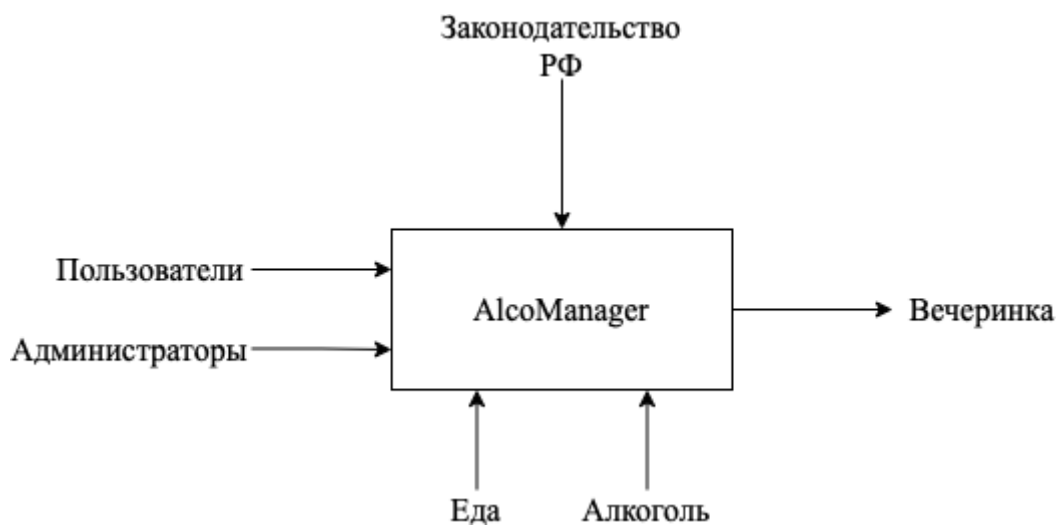 Законодательство
РФ
Пользователи
AlcoManager
Вечеринка
Администраторы
Еда
Алкоголь